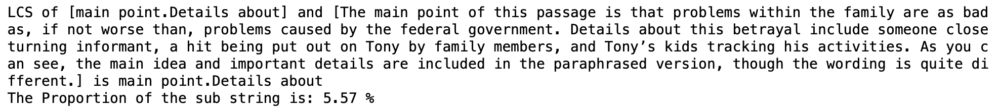 LCS of [main point.Details about] and [The main point of this passage is that problems within the family are as bad
as, if not worse than, problems caused by the federal government. Details about this betrayal include someone close
turning informant, a hit being put out on Tony by family members, and Tony’s kids tracking his activities. As you c
an see, the main idea and important details are included in the paraphrased version, though the wording is quite di
fferent.] is main point.Details about
The Proportion of the sub string is: 5.57 %